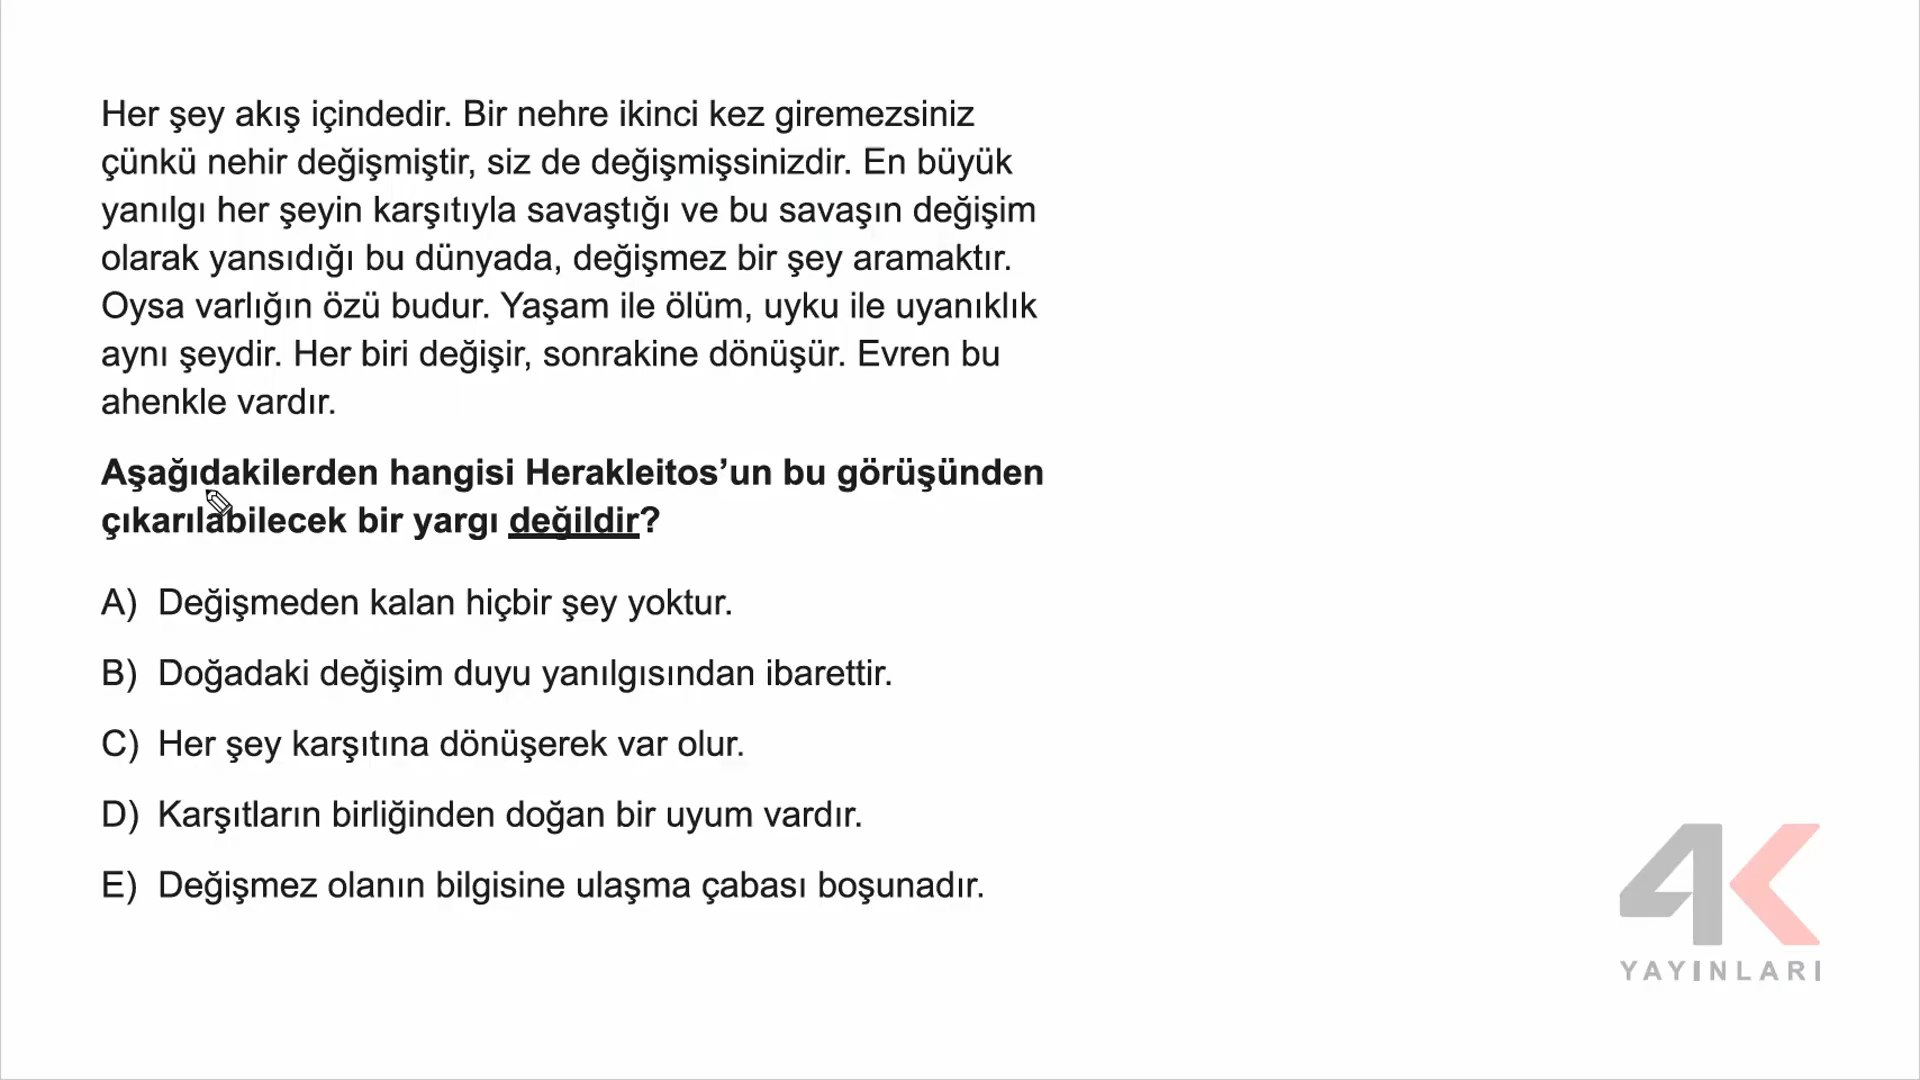 Her şey akış içindedir. Bir nehre ikinci kez giremezsiniz
çünkü nehir değişmiştir, siz de değişmişsinizdir. En büyük
yanılgı her şeyin karşıtıyla savaştığı ve bu savaşın değişim
olarak yansıdığı bu dünyada, değişmez bir şey aramaktır.
Oysa varlığın özü budur. Yaşam ile ölüm, uyku ile uyanıklık
aynı şeydir. Her biri değişir, sonrakine dönüşür. Evren bu
ahenkle vardır.
Aşağıdakilerden hangisi Herakleitos’un bu görüşünden
çıkarılabilecek bir yargı değildir?
A) Değişmeden kalan hiçbir şey yoktur.
B) Doğadaki değişim duyu yanılgısından ibarettir.
C) Her şey karşıtına dönüşerek var olur.
D) Karşıtların birliğinden doğan bir uyum vardır.
E) Değişmez olanın bilgisine ulaşma çabası boşunadır.
4K
YAYINLARI